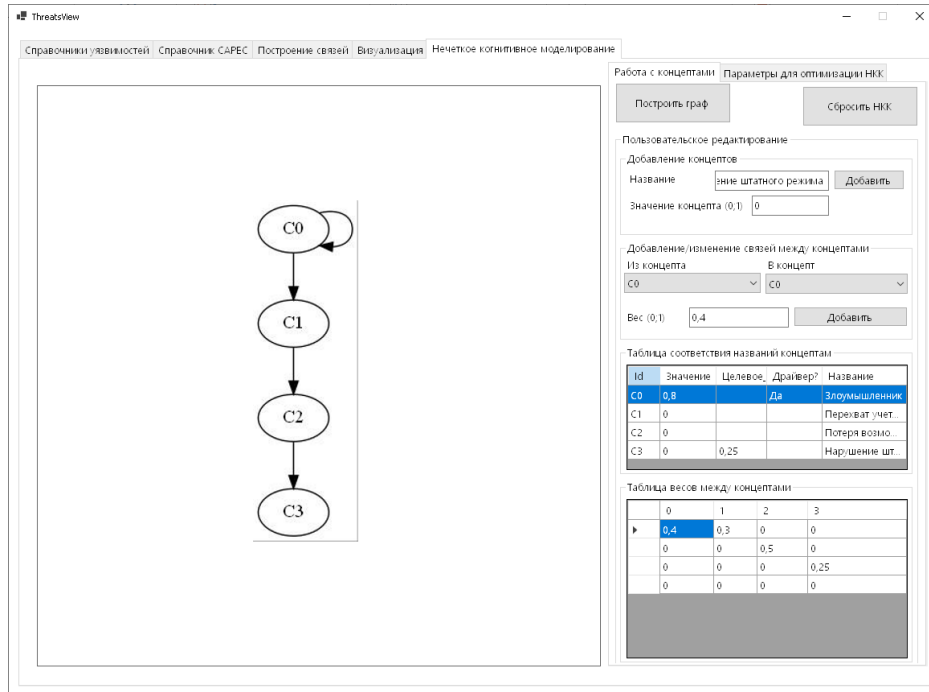 ThreatsView
Справочники уязвимостей Справочник CAPEC Построение связей Визуализация Нечеткое когнитивное моделирование
Работа с концептами Параметры для оптимизации НКК
Построить граф Сбросить НКК
Пользовательское редактирование
Добавление концептов
Название ение штатного режима Добавить
Значение концепта (0;1) 0
Добавление/изменение связей между концептами
Из концепта В концепт
C0 C0
Вес (0;1) 0,4 Добавить
Таблица соответствия названий концептам
Id Значение Целевое Драйвер? Название
C0 0,8 Да Злоумышленник
C1 0 Перехват учет...
C2 0 Потеря возмо...
C3 0 0,25 Нарушение шт...
Таблица весов между концептами
0 1 2 3
0,4 0,3 0 0
0 0 0,5 0
0 0 0 0,25
0 0 0 0
C0
C1
C2
C3